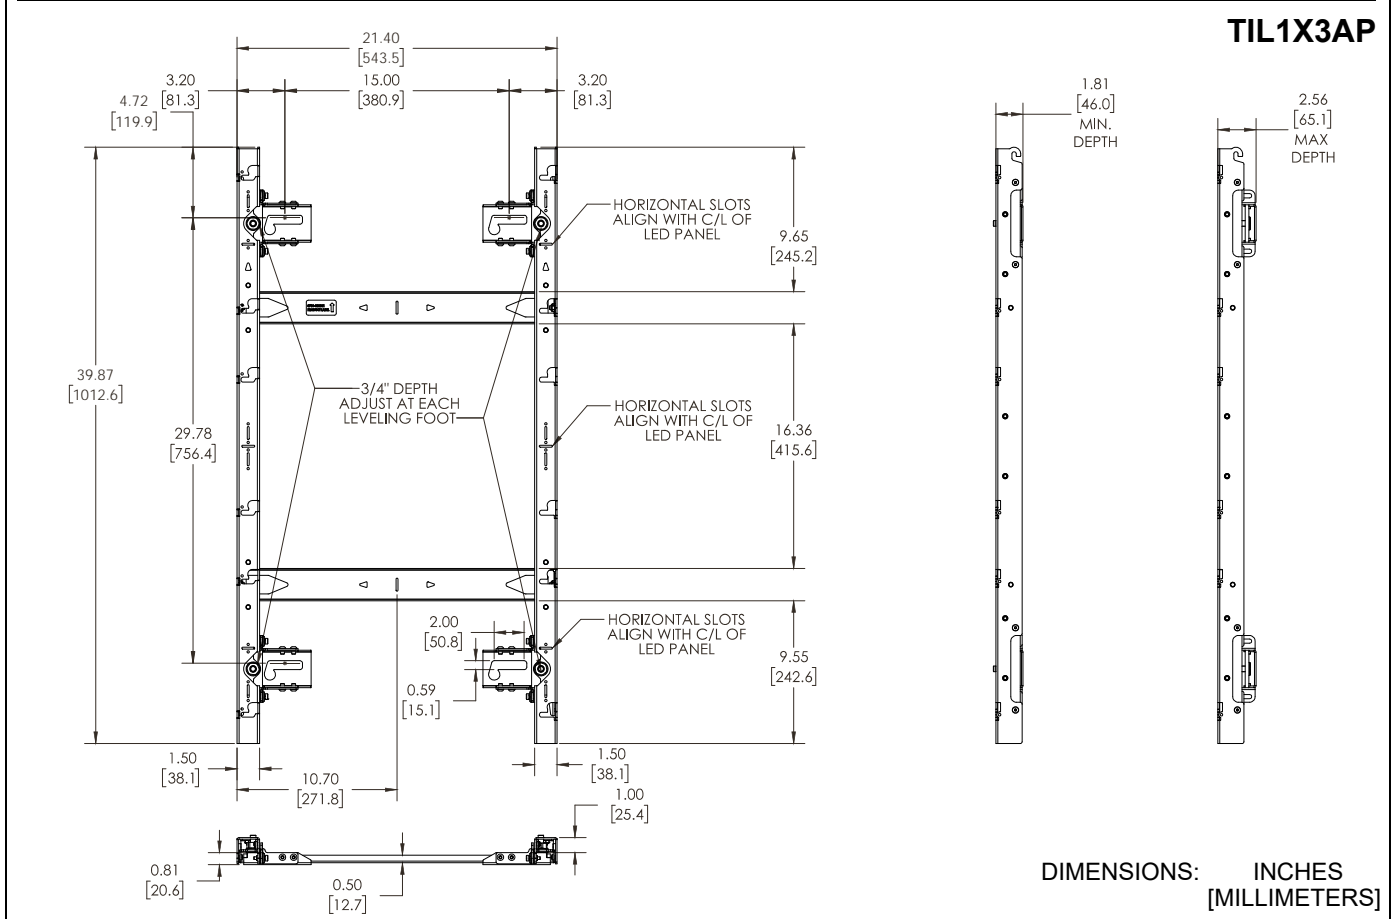 TIL1X3AP
21.40
[543.5]
3.20
[81.3]
15.00
[380.9]
3.20
[81.3]
4.72
[119.9]
1.81
[46.0]
MIN.
DEPTH
2.56
[65.1]
MAX
DEPTH
HORIZONTAL SLOTS
ALIGN WITH C/L OF
LED PANEL
9.65
[245.2]
39.87
[1012.6]
3/4" DEPTH
ADJUST AT EACH
LEVELING FOOT
HORIZONTAL SLOTS
ALIGN WITH C/L OF
LED PANEL
29.78
[756.4]
16.36
[415.6]
2.00
[50.8]
HORIZONTAL SLOTS
ALIGN WITH C/L OF
LED PANEL
0.59
[15.1]
9.55
[242.6]
1.50
[38.1]
10.70
[271.8]
1.50
[38.1]
1.00
[25.4]
0.81
[20.6]
0.50
[12.7]
DIMENSIONS: INCHES
[MILLIMETERS]